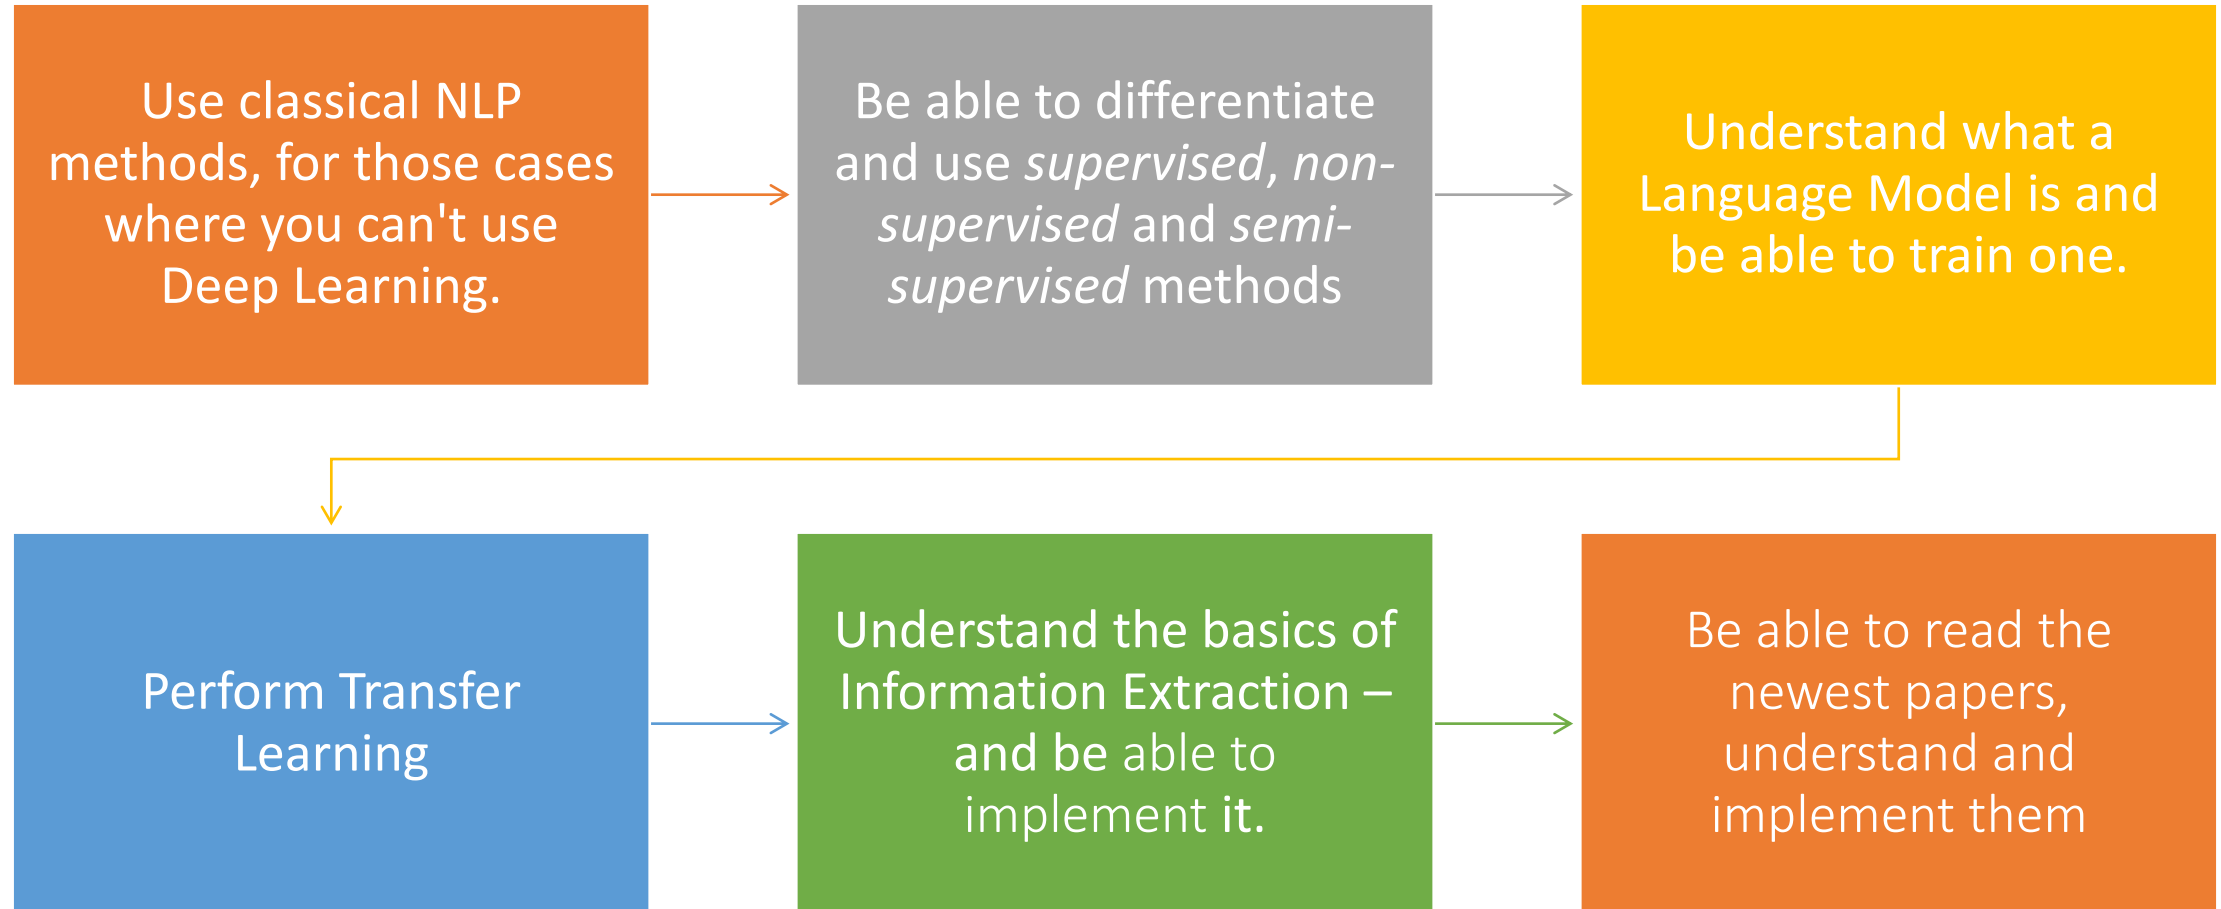 Use classical NLP
methods, for those cases
where you can't use
Deep Learning.
Be able to differentiate
and use supervised, non-
supervised and semi-
supervised methods
Understand what a
Language Model is and
be able to train one.
Perform Transfer
Learning
Understand the basics of
Information Extraction –
and be able to
implement it.
Be able to read the
newest papers,
understand and
implement them